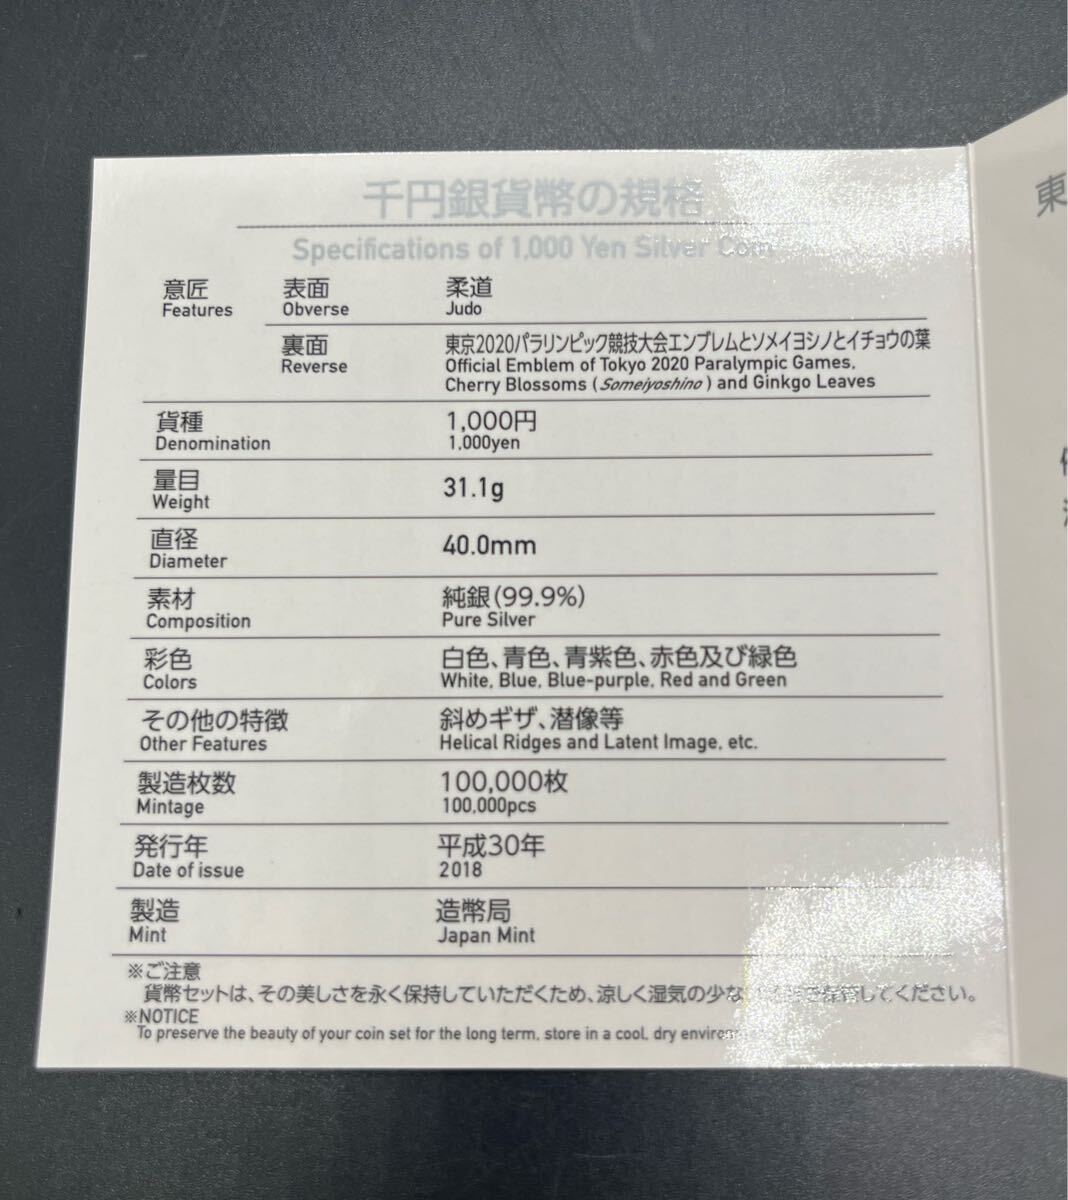 千円銀貨幣の規格
Specifications of 1,000 Yen Silver Coin
意匠 表面 柔道
Features Obverse Judo
裏面 東京2020パラリンピック競技大会エンブレムとソメイヨシノとイチョウの葉
Reverse Official Emblem of Tokyo 2020 Paralympic Games,
Cherry Blossoms (Someiyoshino) and Ginkgo Leaves
貨種 1,000円
Denomination 1,000yen
量目
Weight 31.1g
直径
Diameter 40.0mm
素材 純銀(99.9%)
Composition Pure Silver
彩色 白色、青色、青紫色、赤色及び緑色
Colors White, Blue, Blue-purple, Red and Green
その他の特徴 斜めギザ、潜像等
Other Features Helical Ridges and Latent Image, etc.
製造枚数 100,000枚
Mintage 100,000pcs
発行年 平成30年
Date of issue 2018
製造 造幣局
Mint Japan Mint
※ご注意
貨幣セットは、その美しさを永く保持していただくため、涼しく湿気の少な してください。
※NOTICE
To preserve the beauty of your coin set for the long term, store in a cool, dry
東